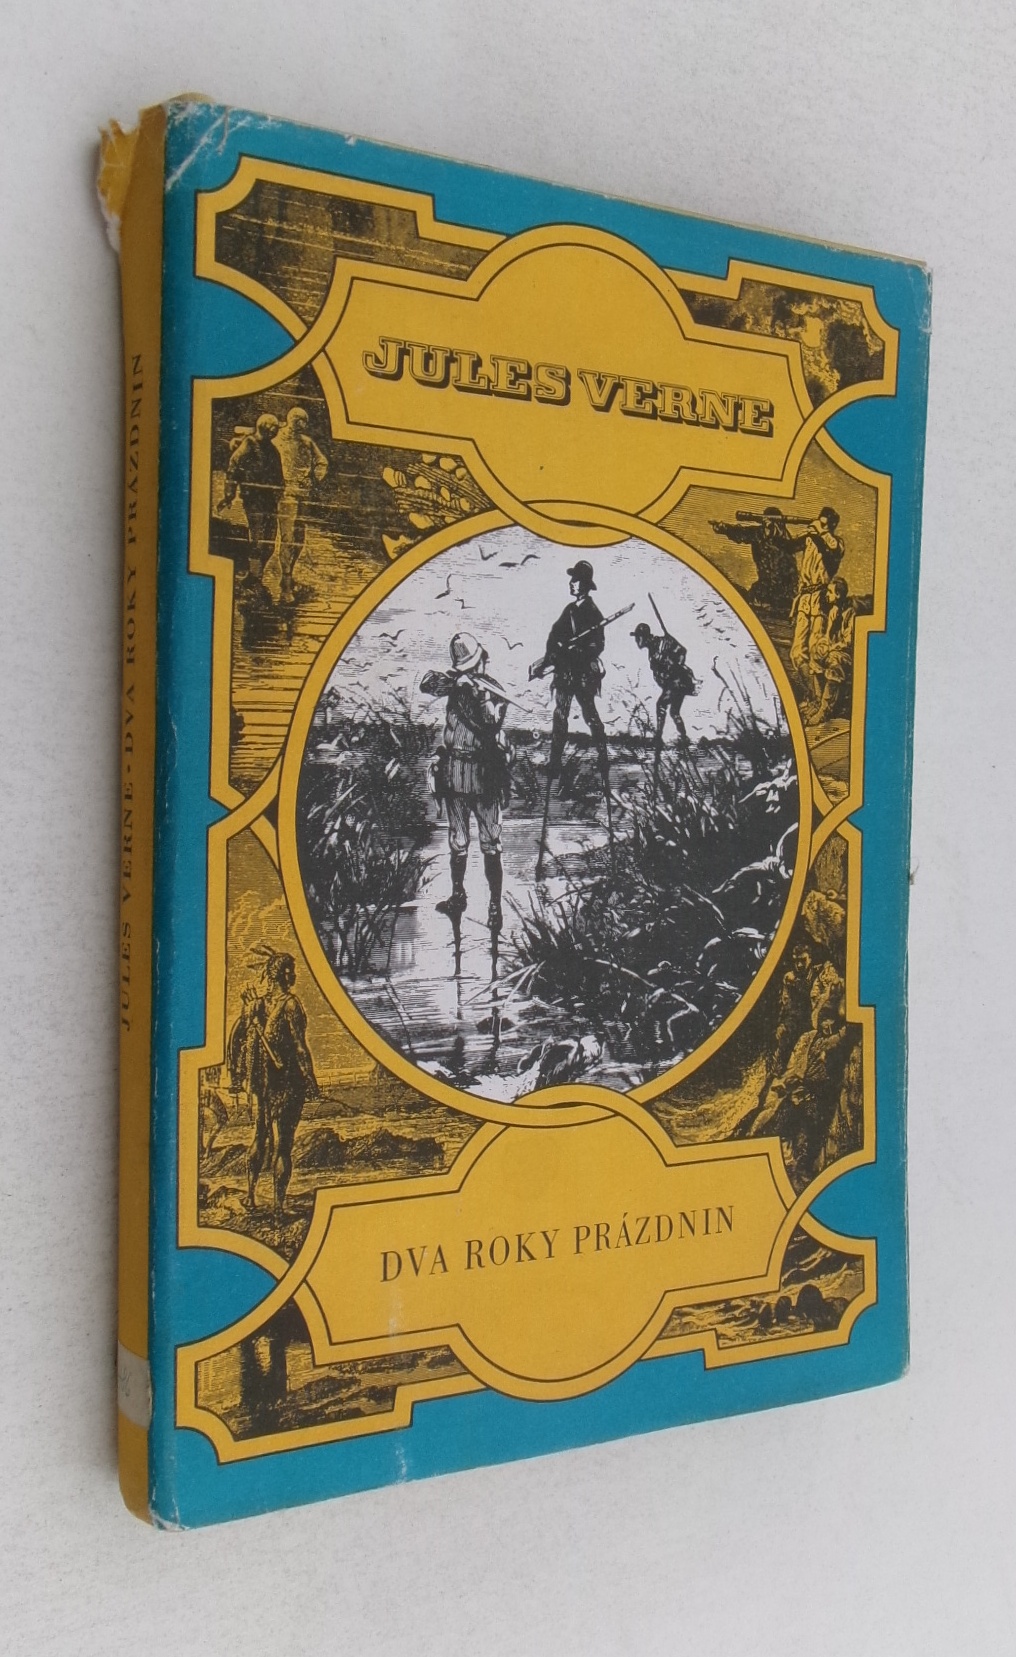 JULES VERNE
DVA ROKY PRÁZDNIN
JULES VERNE • DVA ROKY PRÁZDNIN